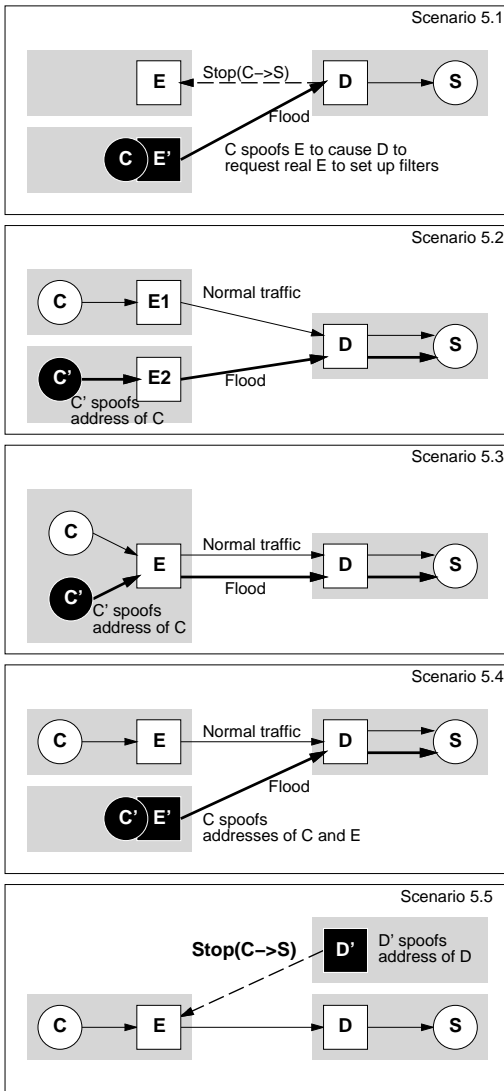 Scenario 5.1
E
Stop(C−>S)
D
S
Flood
C
E'
C spoofs E to cause D to
request real E to set up filters
Scenario 5.2
C
E1
Normal traffic
D
S
C'
E2
Flood
C' spoofs
address of C
Scenario 5.3
C
E
Normal traffic
D
S
C'
Flood
C' spoofs
address of C
Scenario 5.4
C
E
Normal traffic
D
S
Flood
C'
E'
C spoofs
addresses of C and E
Scenario 5.5
Stop(C−>S)
D'
D' spoofs
address of D
C
E
D
S